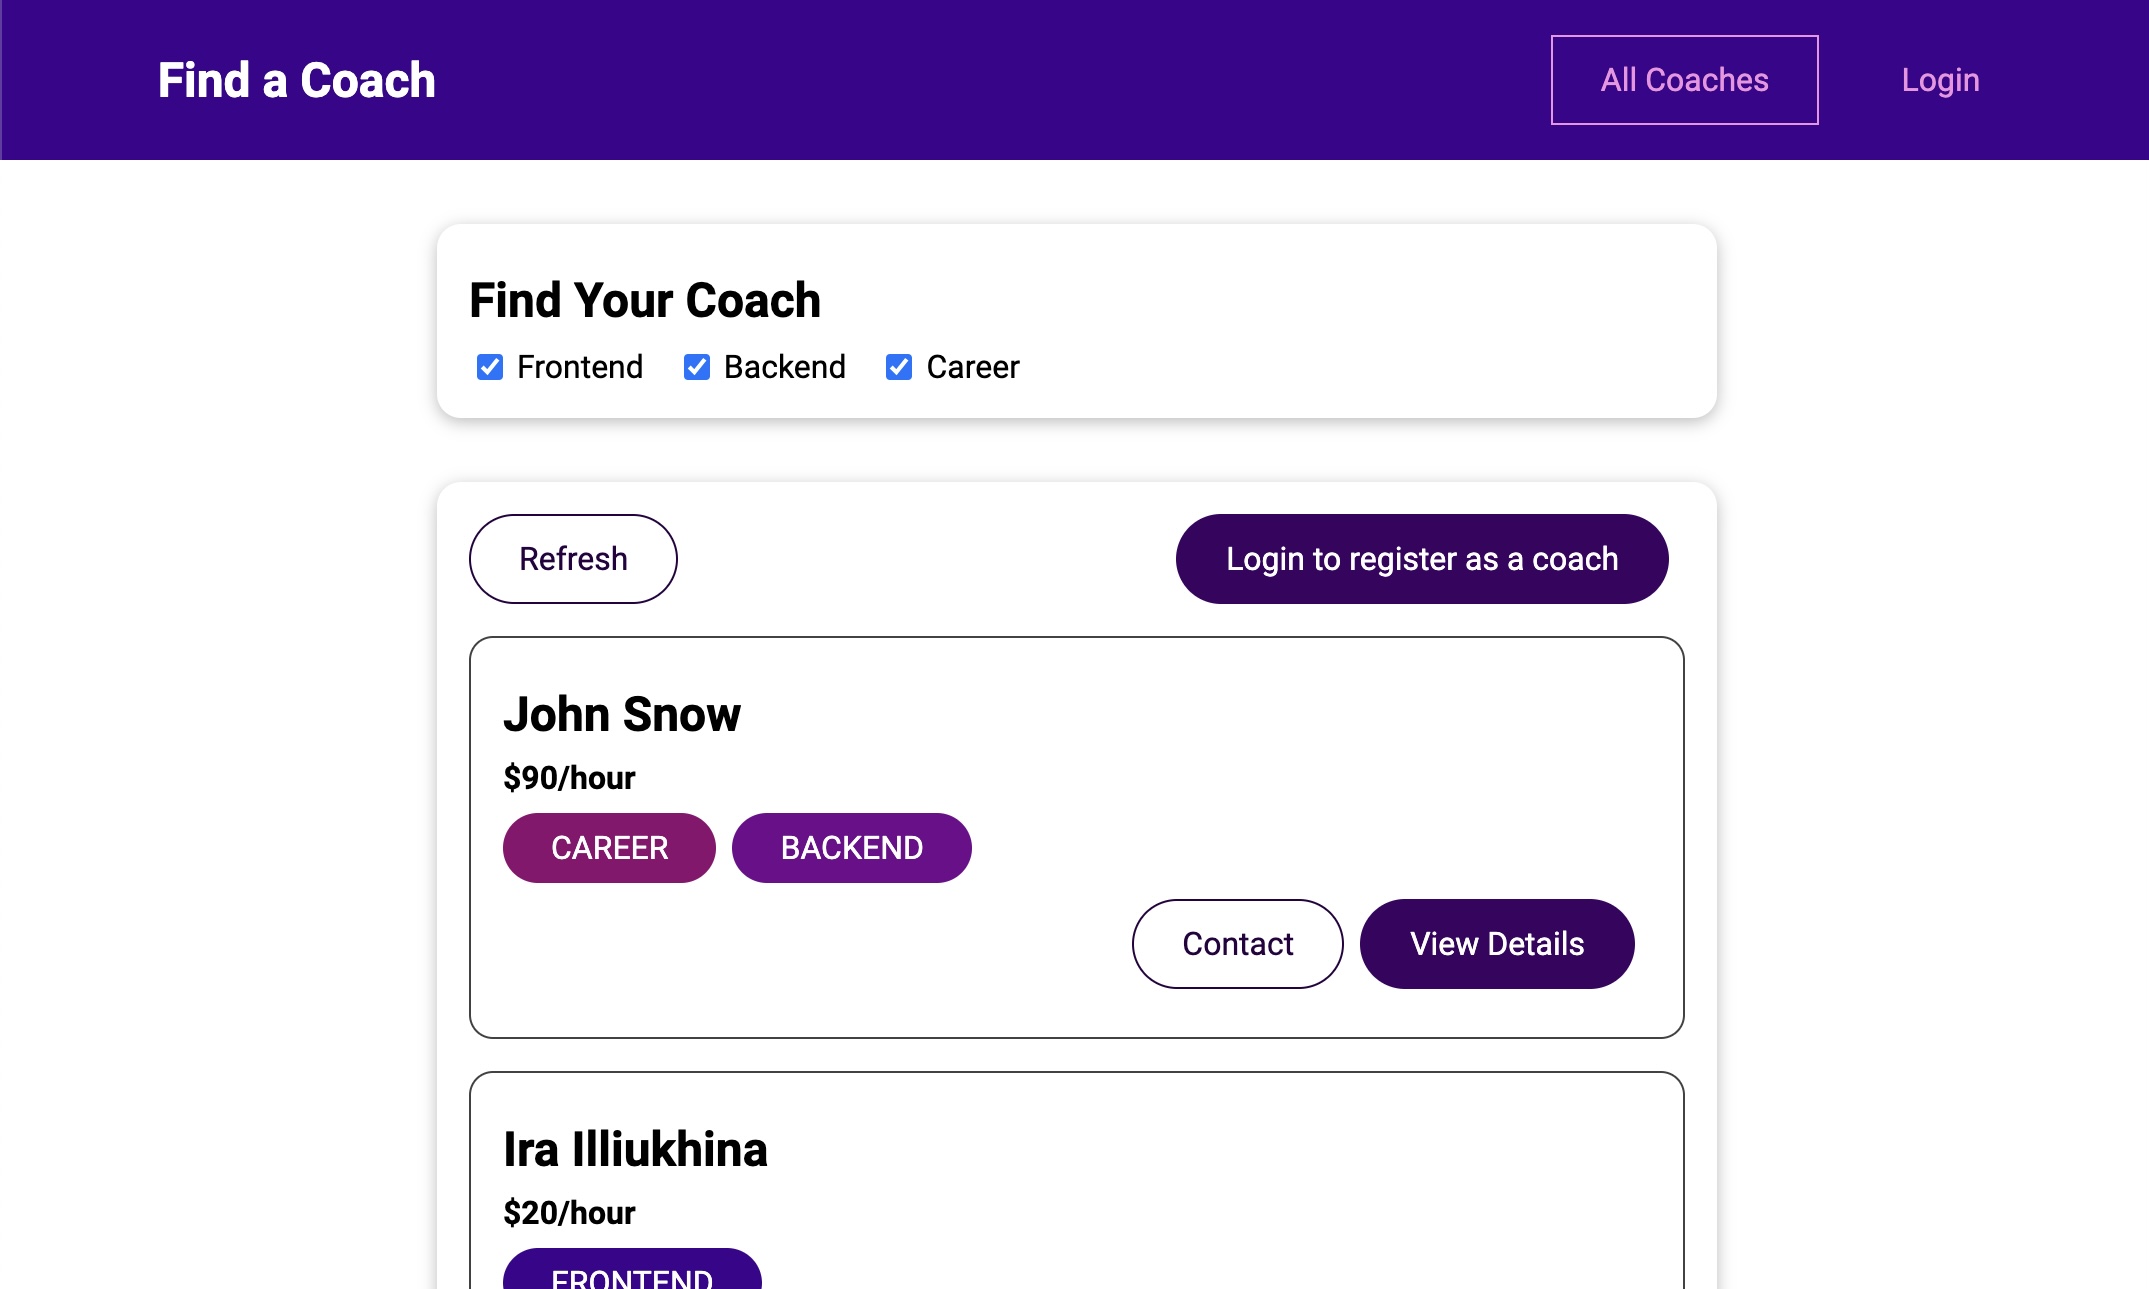 Find a Coach
All Coaches
Login
Find Your Coach
Frontend Backend Career
Refresh
Login to register as a coach
John Snow
$90/hour
CAREER BACKEND
Contact
View Details
Ira Illiukhina
$20/hour
FRONTEND